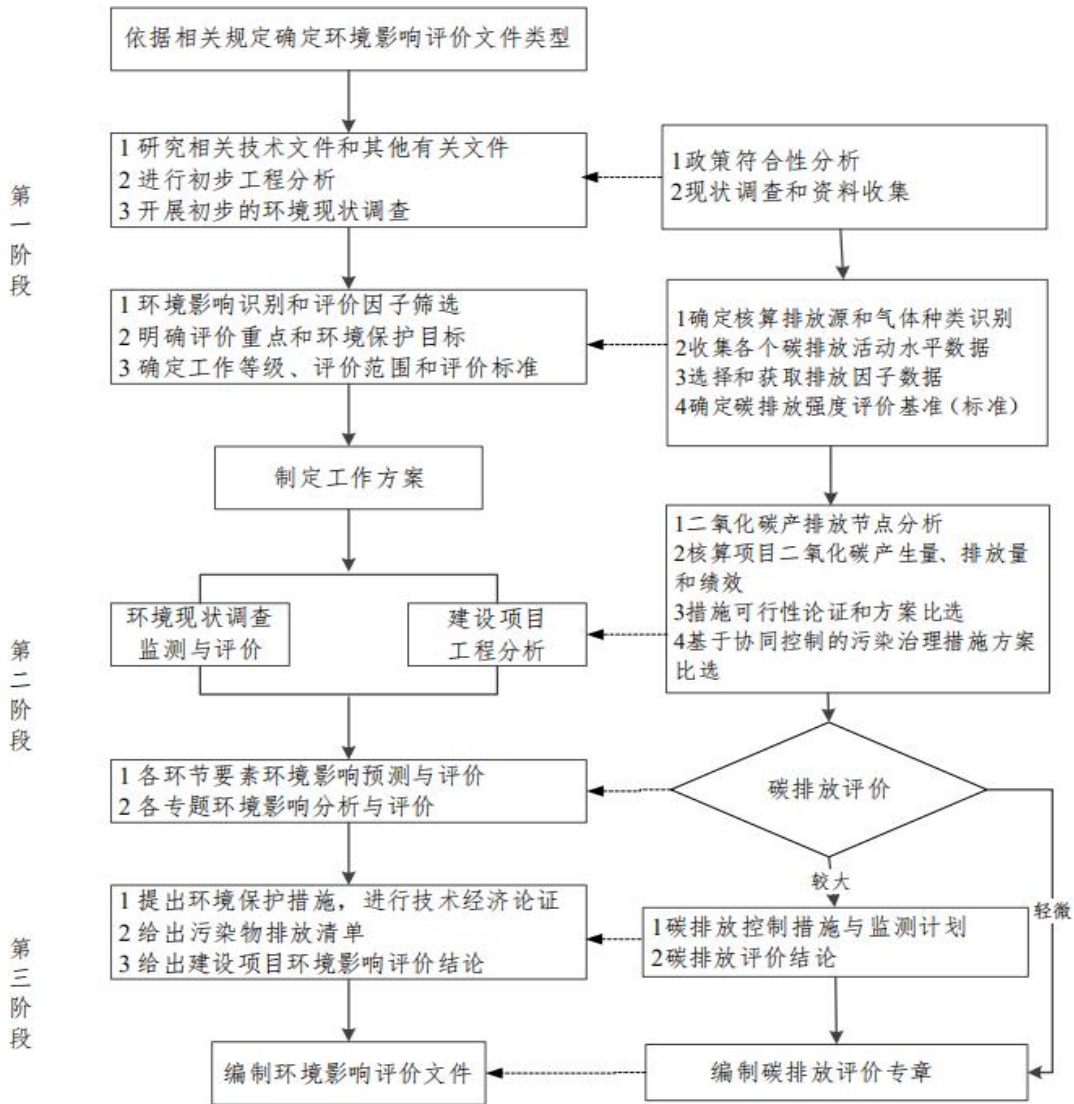 依据相关规定确定环境影响评价文件类型
第一阶段
1 研究相关技术文件和其他有关文件
2 进行初步工程分析
3 开展初步的环境现状调查
1政策符合性分析
2现状调查和资料收集
1 环境影响识别和评价因子筛选
2 明确评价重点和环境保护目标
3 确定工作等级、评价范围和评价标准
1确定核算排放源和气体种类识别
2收集各个碳排放活动水平数据
3选择和获取排放因子数据
4确定碳排放强度评价基准(标准)
制定工作方案
第二阶段
环境现状调查
监测与评价
建设项目
工程分析
1二氧化碳产排放节点分析
2核算项目二氧化碳产生量、排放量
和绩效
3措施可行性论证和方案比选
4基于协同控制的污染治理措施方案
比选
1 各环节要素环境影响预测与评价
2 各专题环境影响分析与评价
碳排放评价
较大
轻微
第三阶段
1 提出环境保护措施，进行技术经济论证
2 给出污染物排放清单
3 给出建设项目环境影响评价结论
1碳排放控制措施与监测计划
2碳排放评价结论
编制环境影响评价文件
编制碳排放评价专章